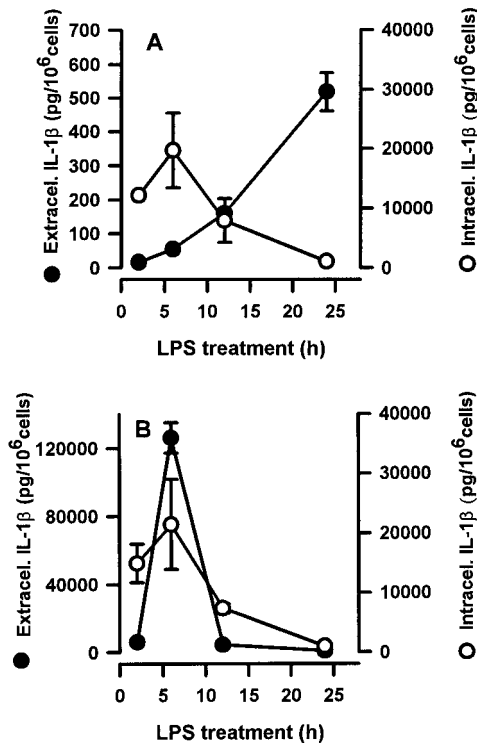 A
700
600
500
400
300
200
100
0
40000
30000
20000
10000
0
0 5 10 15 20 25
LPS treatment (h)
● Extracel. IL-1β (pg/10⁶cells)
○ Intracel. IL-1β (pg/10⁶cells)
B
120000
80000
40000
0
40000
30000
20000
10000
0
0 5 10 15 20 25
LPS treatment (h)
● Extracel. IL-1β (pg/10⁶cells)
○ Intracel. IL-1β (pg/10⁶cells)